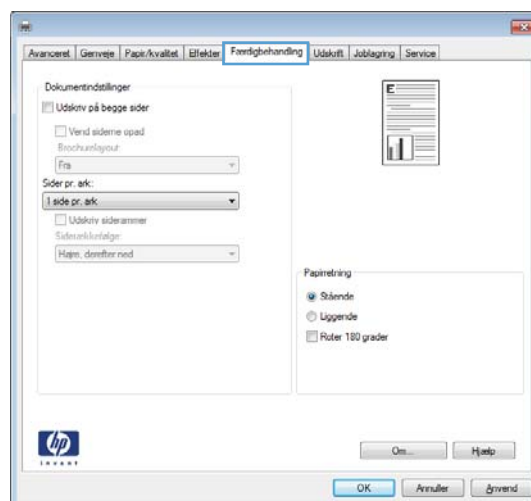 Avanceret Genveje Papir/kvalitet Effekter Færdigbehandling Udskrift Joblagring Service
Dokumentindstillinger
Udskriv på begge sider
Vend siderne opad
Brochurelayout:
Fra
Sider pr. ark:
1 side pr. ark
Udskriv siderammer
Siderækkefølge:
Højre, derefter ned
E
Papirretning
Stående
Liggende
Roter 180 grader
hp
invent
Om... Hjælp
OK Annuller Anvend